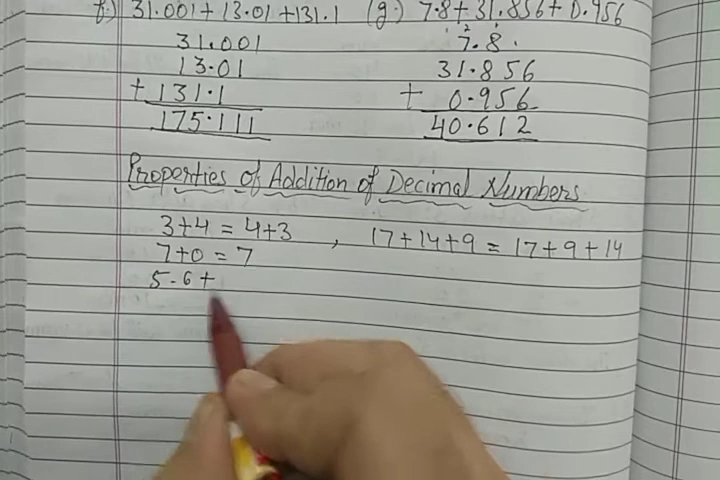 f.) 31.001 + 13.01 + 131.1 (g.) 7.8 + 31.856 + 0.956
31.001
13.01
+ 131.1
175.111
2 1
7.8.
31.856
+ 0.956
40.612
Properties of Addition of Decimal Numbers
3+4 = 4+3 , 17+14+9 = 17+9+14
7+0 = 7
5.6 +